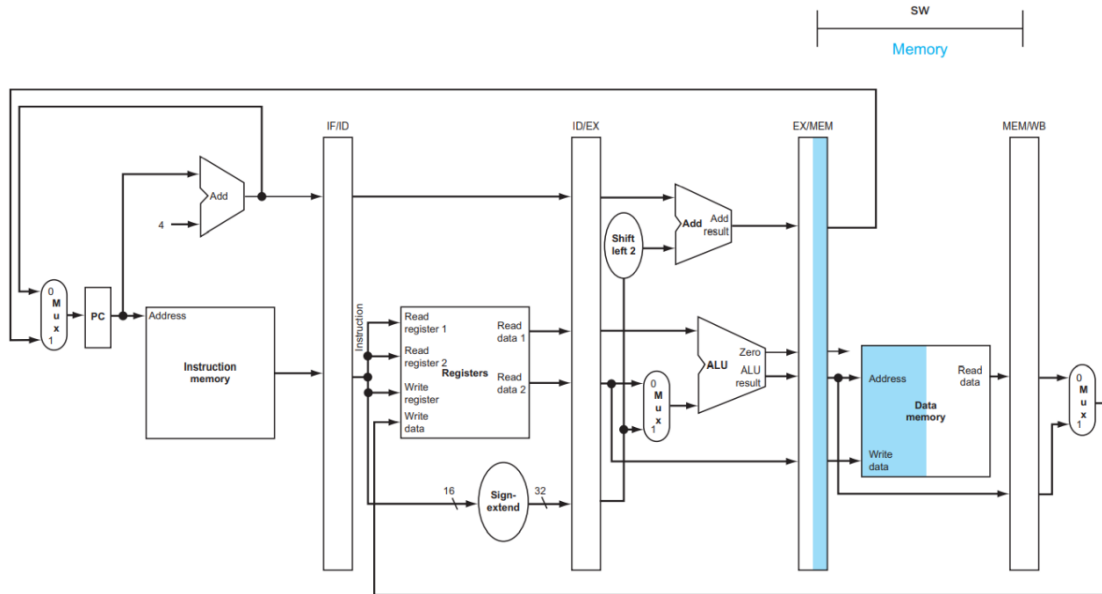 SW
Memory
IF/ID
ID/EX
EX/MEM
MEM/WB
Add
4
Shift
left 2
Add
Add
result
0
M
u
x
1
PC
Address
Instruction
memory
Instruction
Read
register 1
Read
register 2
Write
register
Write
data
Registers
Read
data 1
Read
data 2
16
Sign-
extend
32
0
M
u
x
1
Zero
ALU
ALU
result
Address
Read
data
Data
memory
Write
data
0
M
u
x
1